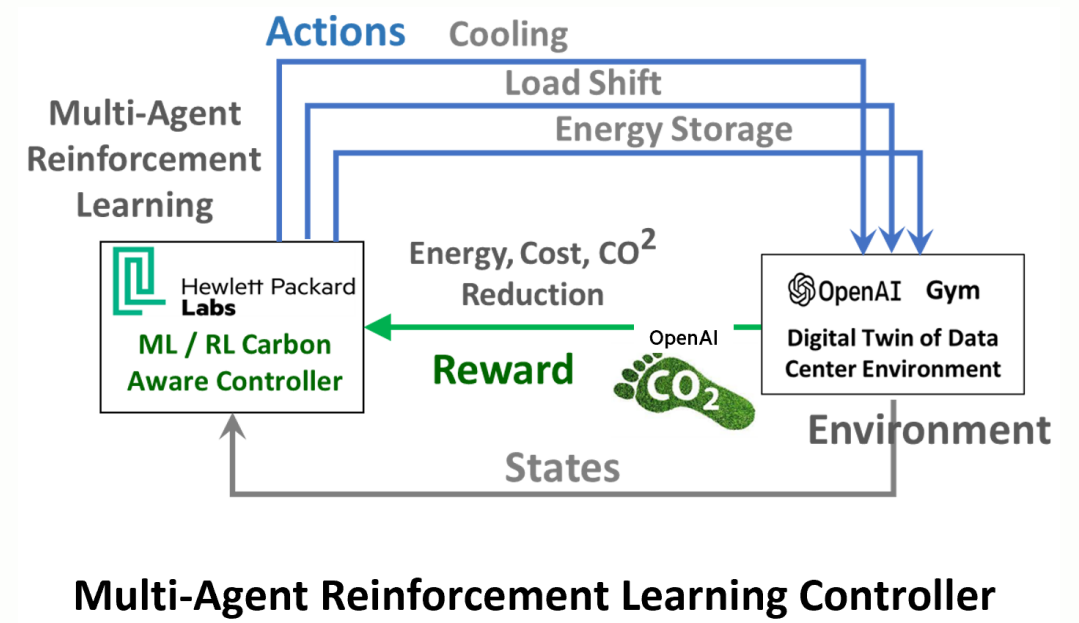 Actions
Cooling
Load Shift
Energy Storage
Multi-Agent
Reinforcement
Learning
Hewlett Packard
Labs
ML / RL Carbon
Aware Controller
Energy, Cost, CO²
Reduction
Reward
OpenAI
CO₂
OpenAI Gym
Digital Twin of Data
Center Environment
Environment
States
Multi-Agent Reinforcement Learning Controller